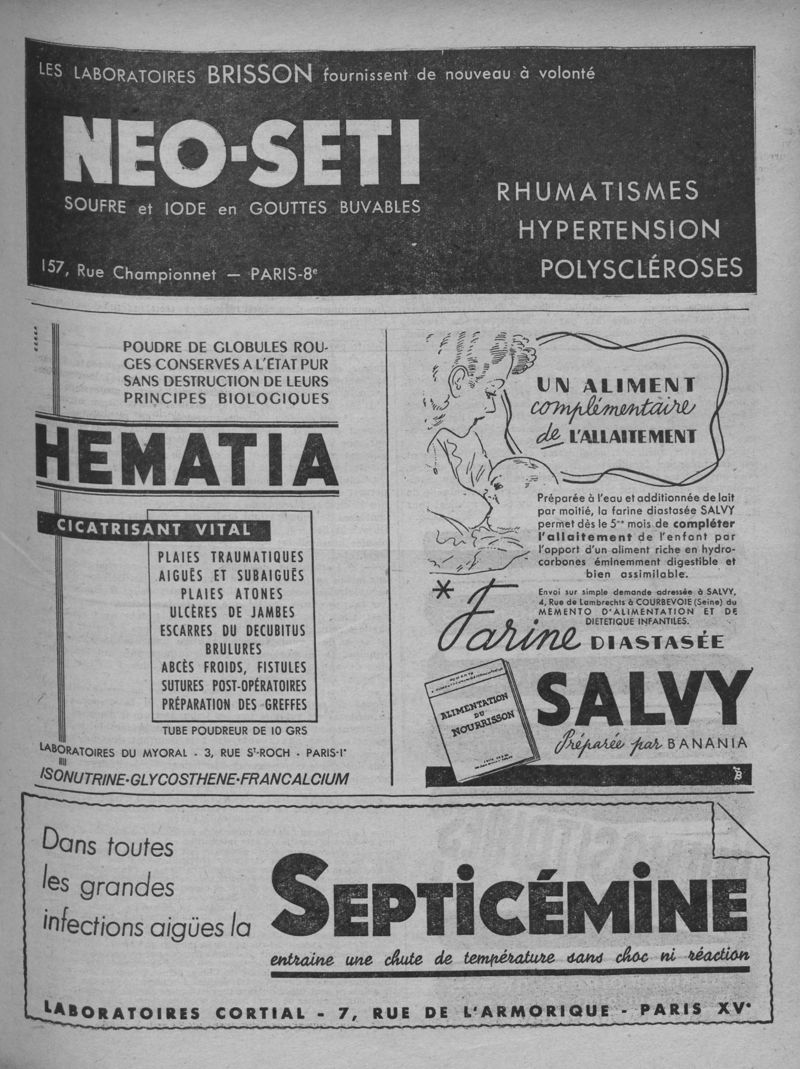 LES LABORATOIRES BRISSON fournissent de nouveau à volonté
NEO-SETI
SOUFRE et IODE en GOUTTES BUVABLES
RHUMATISMES
HYPERTENSION
POLYSCLÉROSES
157, Rue Championnet — PARIS-8e
POUDRE DE GLOBULES ROU-
GES CONSERVÉS A L'ÉTAT PUR
SANS DESTRUCTION DE LEURS
PRINCIPES BIOLOGIQUES
HEMATIA
CICATRISANT VITAL
PLAIES TRAUMATIQUES
AIGUËS ET SUBAIGUËS
PLAIES ATONES
ULCÈRES DE JAMBES
ESCARRES DU DECUBITUS
BRULURES
ABCÈS FROIDS, FISTULES
SUTURES POST-OPÉRATOIRES
PRÉPARATION DES GREFFES
TUBE POUDREUR DE 10 GRS
LABORATOIRES DU MYORAL - 3, RUE St-ROCH - PARIS-1er
ISONUTRINE-GLYCOSTHENE-FRANCALCIUM
UN ALIMENT
complémentaire
de L'ALLAITEMENT
Préparée à l'eau et additionnée de lait
par moitié, la farine diastasée SALVY
permet dès le 5me mois de compléter
l'allaitement de l'enfant par
l'apport d'un aliment riche en hydro-
carbones éminemment digestible et
bien assimilable.
* Envoi sur simple demande adressée à SALVY,
4, Rue de Lambrechts à COURBEVOIE (Seine) du
MEMENTO D'ALIMENTATION ET DE
DIÉTÉTIQUE INFANTILES.
Farine DIASTASÉE
ALIMENTATION
DU
NOURRISSON
SALVY
Préparée par BANANIA
Dans toutes
les grandes
infections aigües la
SEPTICÉMINE
entraine une chute de température sans choc ni réaction
LABORATOIRES CORTIAL - 7, RUE DE L'ARMORIQUE - PARIS XVe